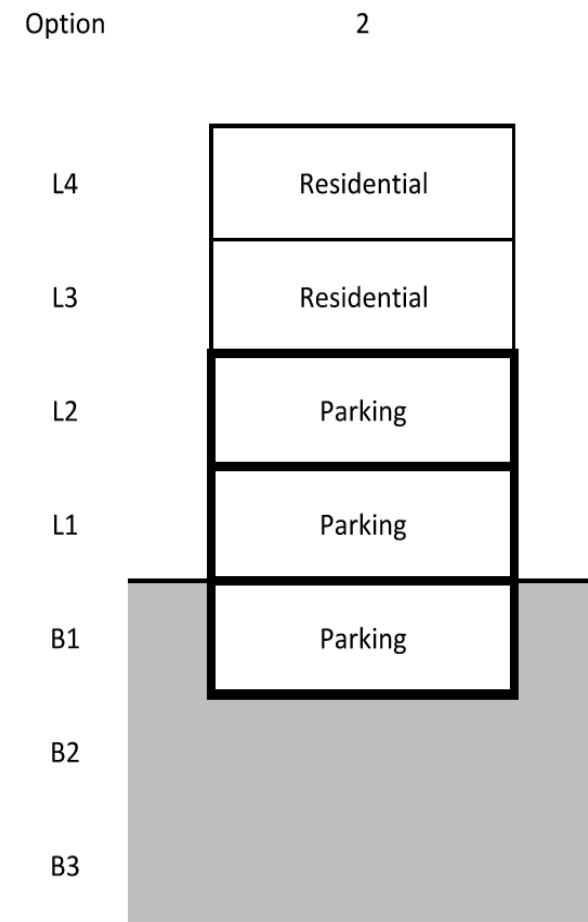 Option 2
L4 Residential
L3 Residential
L2 Parking
L1 Parking
B1 Parking
B2
B3